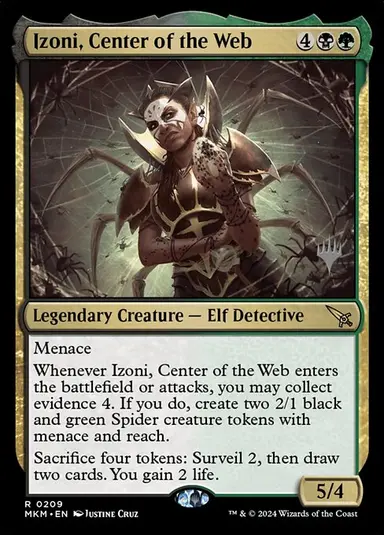 Izoni, Center of the Web 4
Legendary Creature — Elf Detective
Menace
Whenever Izoni, Center of the Web enters
the battlefield or attacks, you may collect
evidence 4. If you do, create two 2/1 black
and green Spider creature tokens with
menace and reach.
Sacrifice four tokens: Surveil 2, then draw
two cards. You gain 2 life.
5/4
R 0209
MKM • EN Justine Cruz
™ & © 2024 Wizards of the Coast